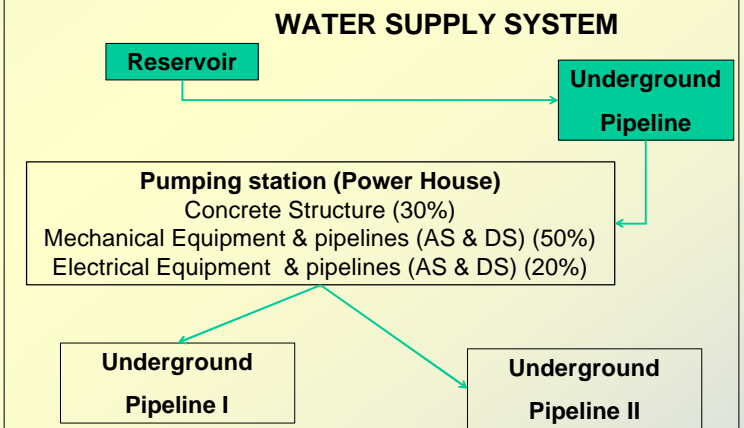 WATER SUPPLY SYSTEM
Reservoir
Underground
Pipeline
Pumping station (Power House)
Concrete Structure (30%)
Mechanical Equipment & pipelines (AS & DS) (50%)
Electrical Equipment & pipelines (AS & DS) (20%)
Underground
Pipeline I
Underground
Pipeline II